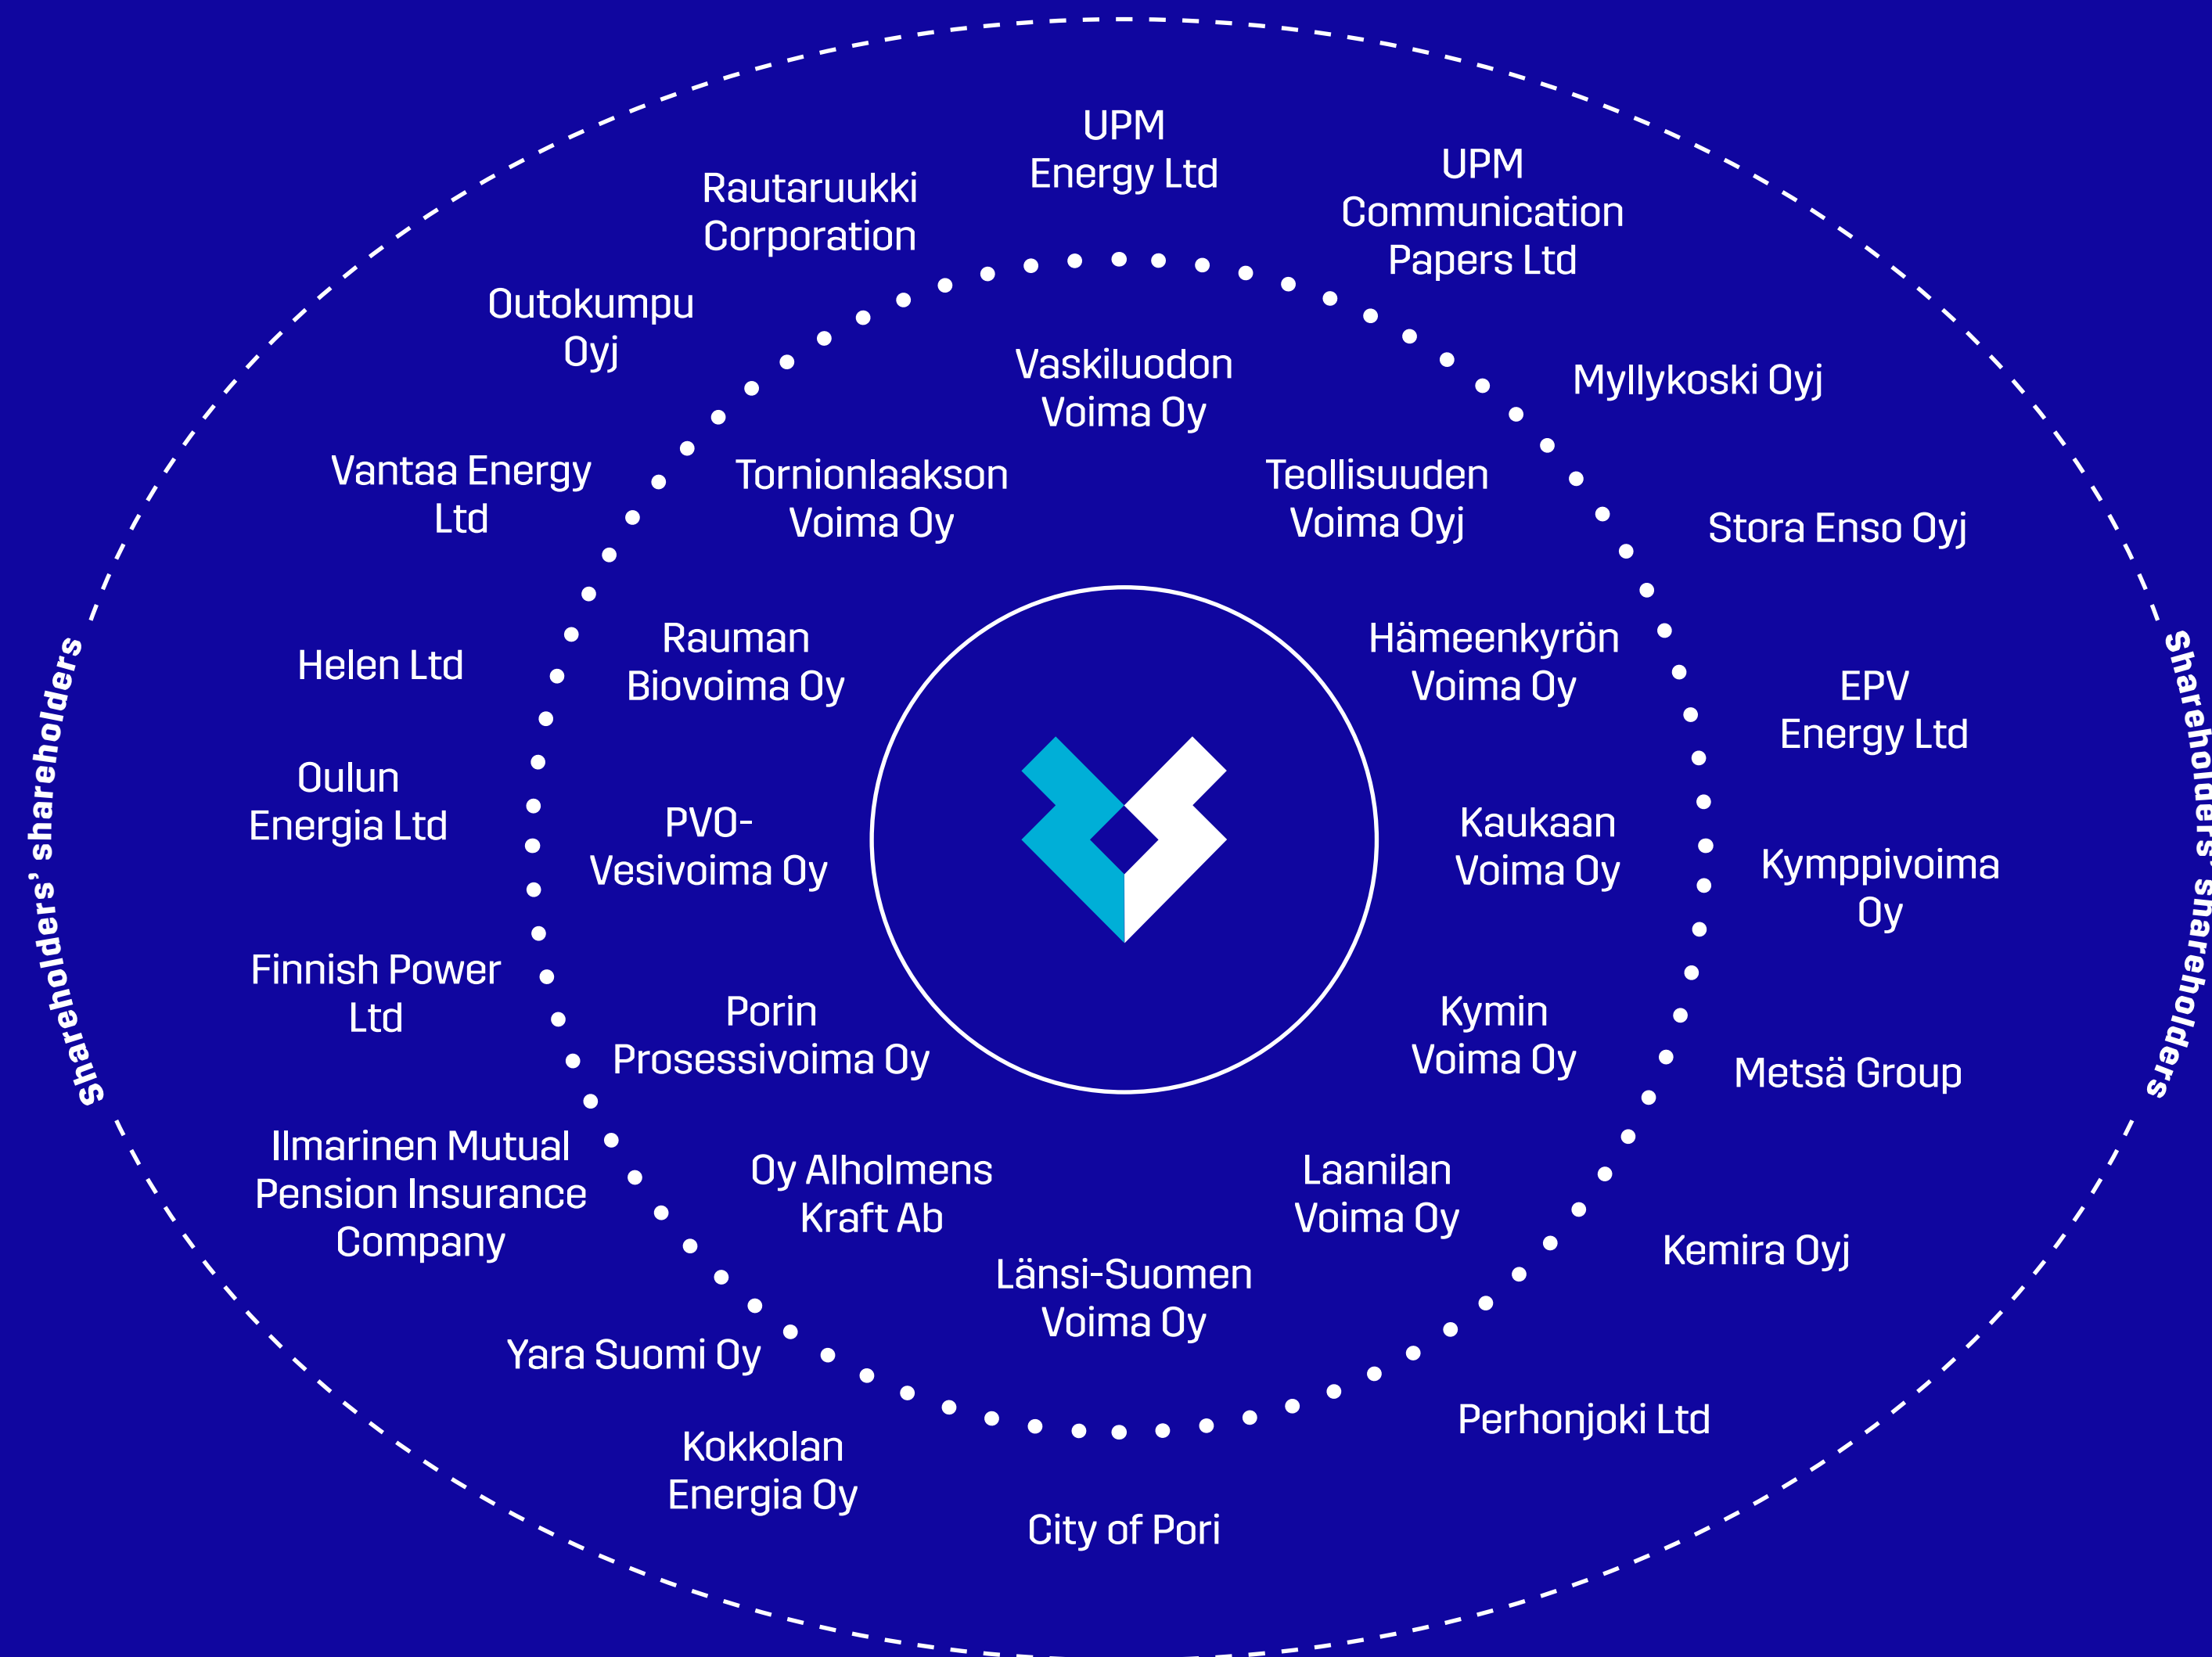 UPM
Energy Ltd
UPM
Communication
Papers Ltd
Rautaruukki
Corporation
Outokumpu
Oyj
Myllykoski Oyj
Vaskiluodon
Voima Oy
Vantaa Energy
Ltd
Tornionlaakson
Voima Oy
Teollisuuden
Voima Oyj
Stora Enso Oyj
Helen Ltd
Rauman
Biovoima Oy
Hämeenkyrön
Voima Oy
EPV
Energy Ltd
Shareholders' shareholders
Shareholders' shareholders
Oulun
Energia Ltd
PVO-
Vesivoima Oy
Kaukaan
Voima Oy
Kymppivoima
Oy
Finnish Power
Ltd
Porin
Prosessivoima Oy
Kymin
Voima Oy
Metsä Group
Ilmarinen Mutual
Pension Insurance
Company
Oy Alholmens
Kraft Ab
Laanilan
Voima Oy
Kemira Oyj
Länsi-Suomen
Voima Oy
Yara Suomi Oy
Perhonjoki Ltd
Kokkolan
Energia Oy
City of Pori